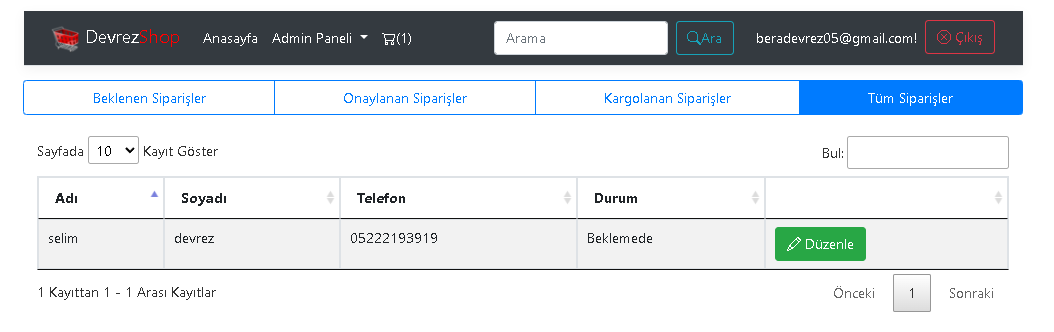 DevrezShop Anasayfa Admin Paneli (1) Arama Ara beradevrez05@gmail.com! Çıkış
Beklenen Siparişler Onaylanan Siparişler Kargolanan Siparişler Tüm Siparişler
Sayfada 10 Kayıt Göster Bul:
Adı Soyadı Telefon Durum
selim devrez 05222193919 Beklemede Düzenle
1 Kayıttan 1 - 1 Arası Kayıtlar Önceki 1 Sonraki